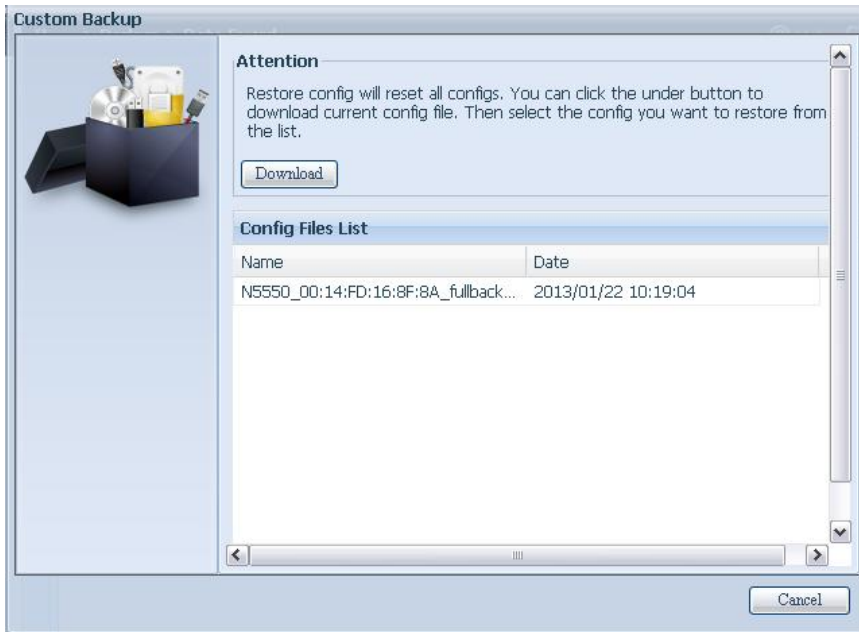 Custom Backup
Attention
Restore config will reset all configs. You can click the under button to
download current config file. Then select the config you want to restore from
the list.
Download
Config Files List
Name Date
N5550_00:14:FD:16:8F:8A_fullback... 2013/01/22 10:19:04
Cancel